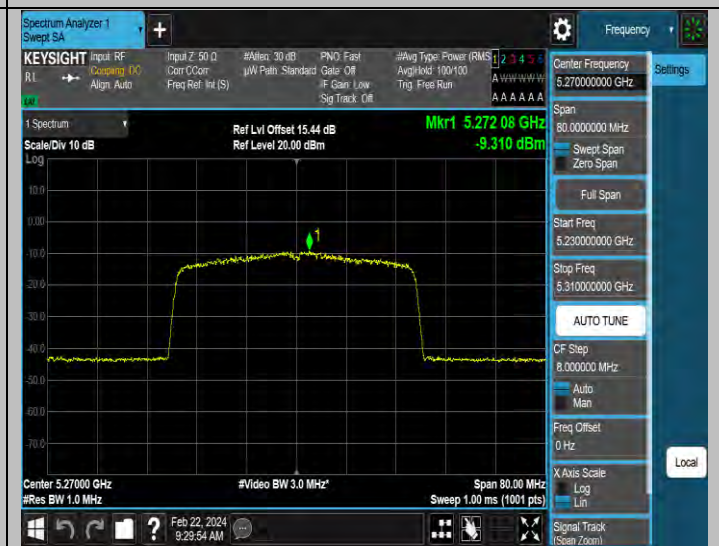 Spectrum Analyzer 1
Swept SA
+
Frequency
KEYSIGHT
Input: RF
Coupling: DC
Align: Auto
Input Z: 50 Ω
Corr CCorr
Freq Ref: Int (S)
#Atten: 30 dB
µW Path: Standard
PNO: Fast
Gate: Off
IF Gain: Low
Sig Track: Off
#Avg Type: Power (RMS
Avg|Hold: 100/100
Trig: Free Run
1 2 3 4 5 6
A W W W W W
A A A A A A
RL
1 Spectrum
Scale/Div 10 dB
Ref Lvl Offset 15.44 dB
Ref Level 20.00 dBm
Mkr1 5.272 08 GHz
-9.310 dBm
Log
10.0
0.00
-10.0
-20.0
-30.0
-40.0
-50.0
-60.0
-70.0
1
Center 5.27000 GHz
#Res BW 1.0 MHz
#Video BW 3.0 MHz*
Span 80.00 MHz
Sweep 1.00 ms (1001 pts)
Settings
Center Frequency
5.270000000 GHz
Span
80.0000000 MHz
Swept Span
Zero Span
Full Span
Start Freq
5.230000000 GHz
Stop Freq
5.310000000 GHz
AUTO TUNE
CF Step
8.000000 MHz
Auto
Man
Freq Offset
0 Hz
X Axis Scale
Log
Lin
Signal Track
(Span Zoom)
Local
?
Feb 22, 2024
9:29:54 AM